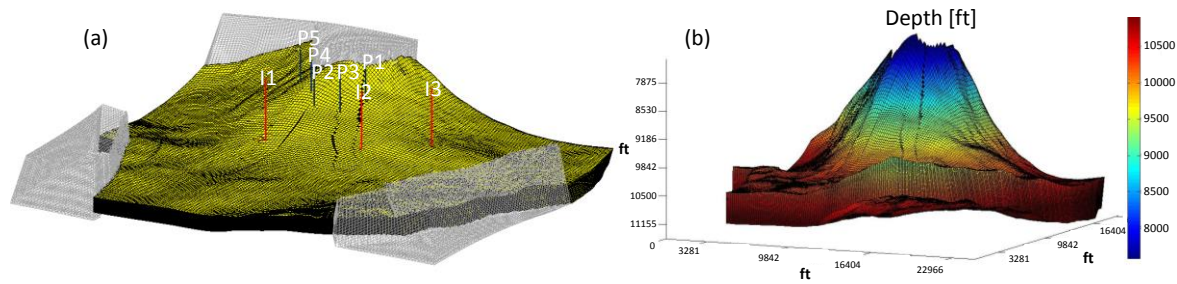 (a)
P5
P4
P2
P3
P1
I1
I2
I3
(b)
Depth [ft]
7875
8530
9186
9842
10500
11155
ft
0
3281
9842
16404
22966
ft
3281
9842
16404
ft
10500
10000
9500
9000
8500
8000